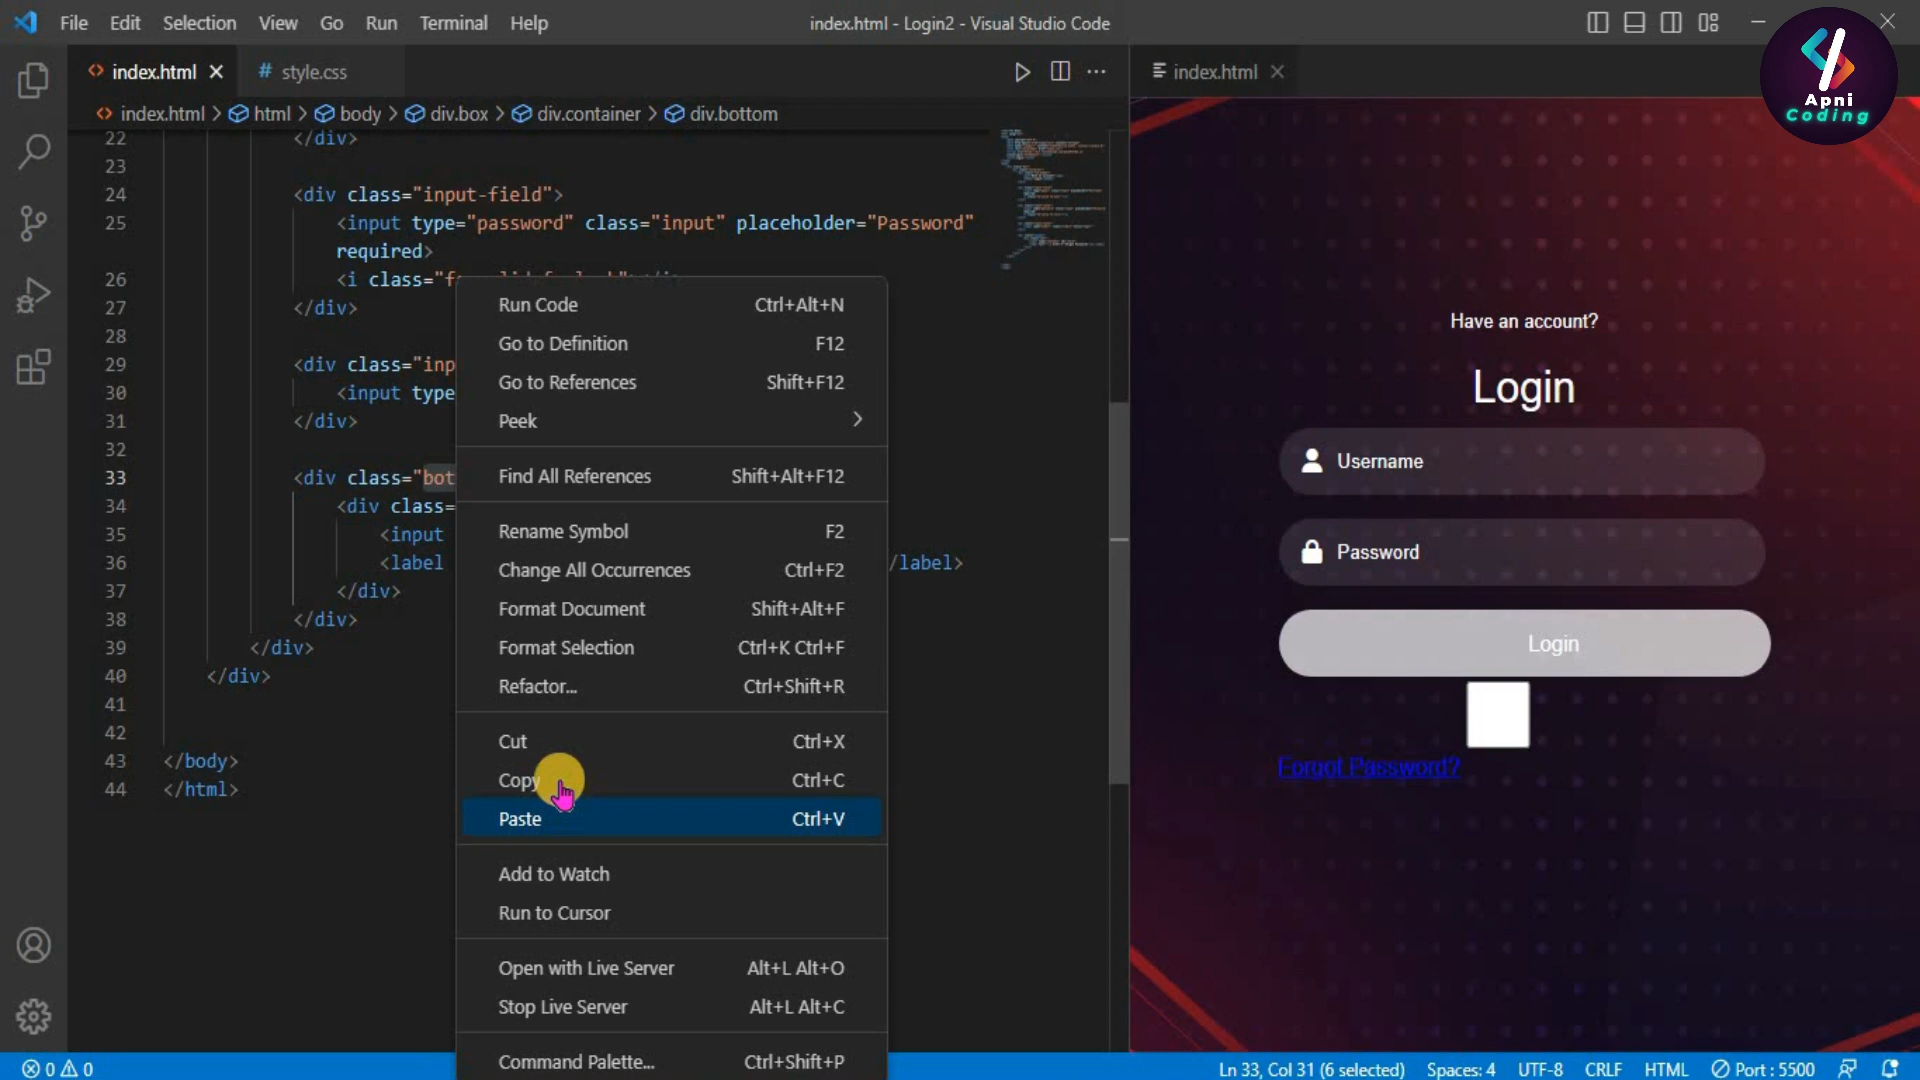 File Edit Selection View Go Run Terminal Help
index.html - Login2 - Visual Studio Code
Apni
Coding
index.html
# style.css
index.html > html > body > div.box > div.container > div.bottom
22 </div>
23
24 <div class="input-field">
25 <input type="password" class="input" placeholder="Password"
required>
26 <i class="
27 </div>
28
29 <div class="inp
30 <input type
31 </div>
32
33 <div class="bot
34 <div class=
35 <input
36 <label /label>
37 </div>
38 </div>
39 </div>
40 </div>
41
42
43 </body>
44 </html>
Run Code Ctrl+Alt+N
Go to Definition F12
Go to References Shift+F12
Peek
Find All References Shift+Alt+F12
Rename Symbol F2
Change All Occurrences Ctrl+F2
Format Document Shift+Alt+F
Format Selection Ctrl+K Ctrl+F
Refactor... Ctrl+Shift+R
Cut Ctrl+X
Copy Ctrl+C
Paste Ctrl+V
Add to Watch
Run to Cursor
Open with Live Server Alt+L Alt+O
Stop Live Server Alt+L Alt+C
Command Palette... Ctrl+Shift+P
index.html
Have an account?
Login
Username
Password
Login
Forgot Password?
0 0
Ln 33, Col 31 (6 selected) Spaces: 4 UTF-8 CRLF HTML Port : 5500